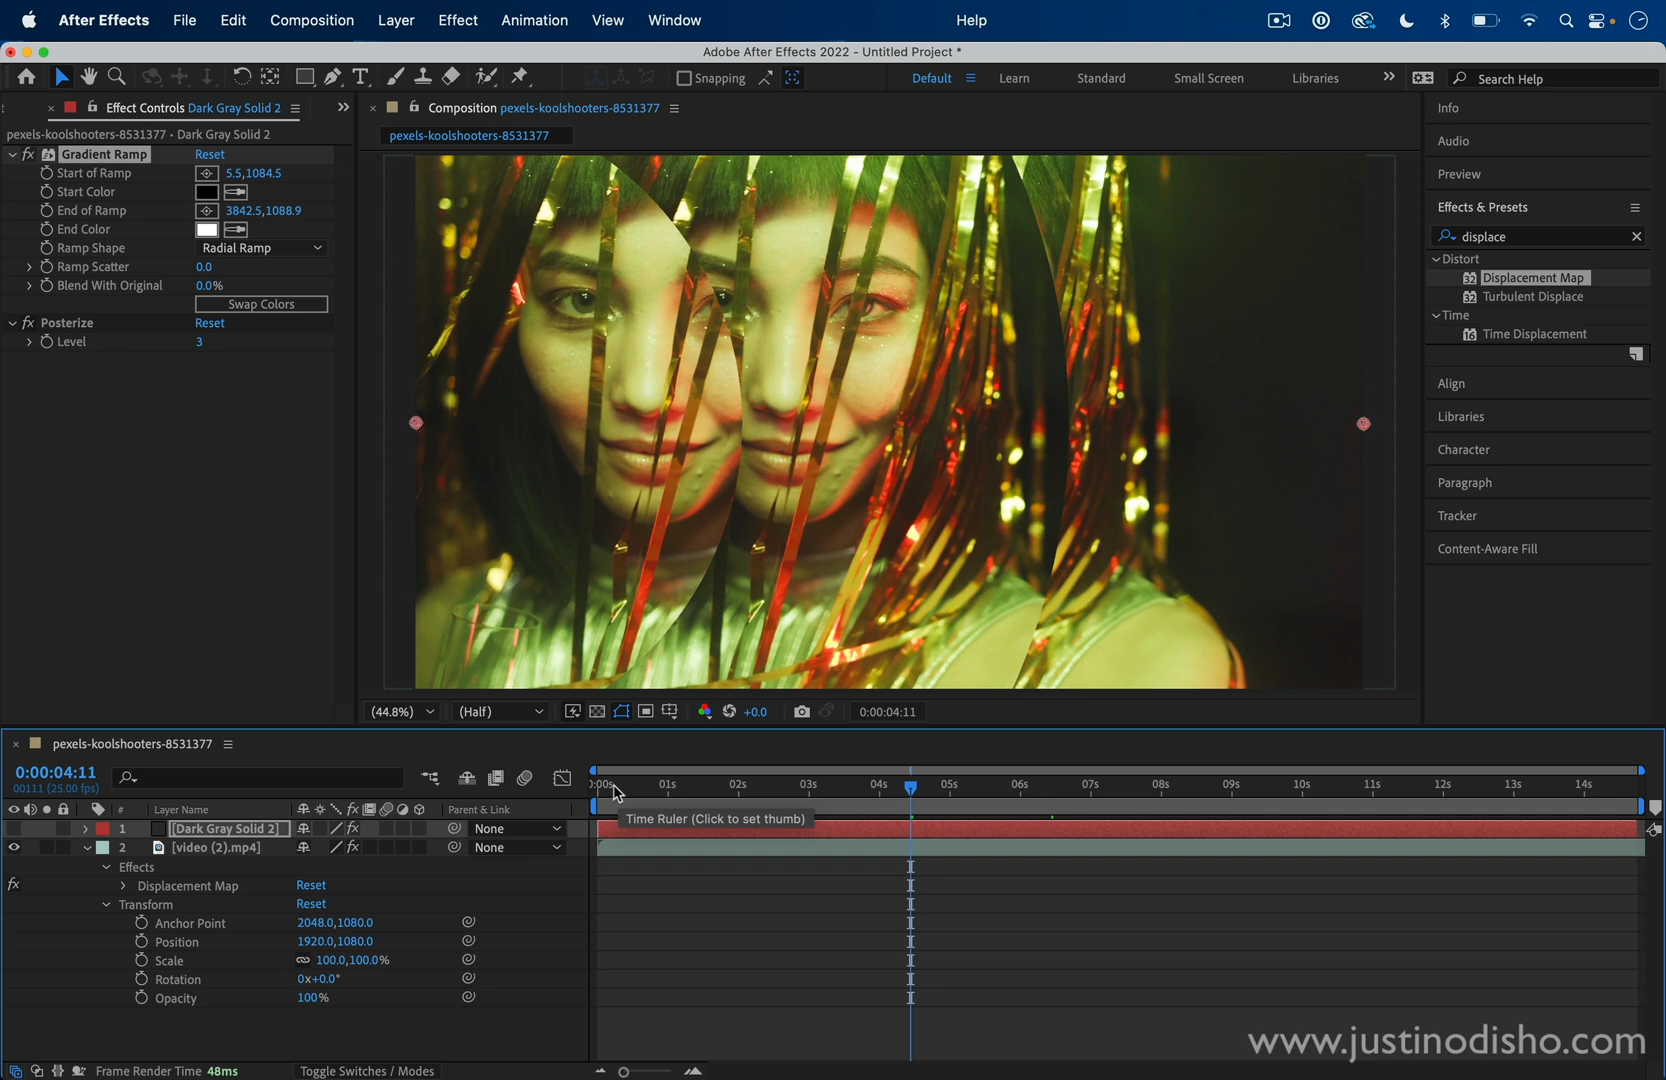 After Effects File Edit Composition Layer Effect Animation View Window Help
Adobe After Effects 2022 - Untitled Project *
Snapping Default Learn Standard Small Screen Libraries Search Help
Effect Controls Dark Gray Solid 2
Composition pexels-koolshooters-8531377
pexels-koolshooters-8531377 • Dark Gray Solid 2
pexels-koolshooters-8531377
fx Gradient Ramp Reset
Start of Ramp 5.5,1084.5
Start Color
End of Ramp 3842.5,1088.9
End Color
Ramp Shape Radial Ramp
Ramp Scatter 0.0
Blend With Original 0.0%
Swap Colors
fx Posterize Reset
Level 3
Info
Audio
Preview
Effects & Presets
displace
Distort
32 Displacement Map
32 Turbulent Displace
Time
16 Time Displacement
Align
Libraries
Character
Paragraph
Tracker
Content-Aware Fill
(44.8%) (Half) +0.0 0:00:04:11
pexels-koolshooters-8531377
0:00:04:11
00111 (25.00 fps)
0:00s 01s 02s 03s 04s 05s 06s 07s 08s 09s 10s 11s 12s 13s 14s
# Layer Name fx Parent & Link
Time Ruler (Click to set thumb)
1 [Dark Gray Solid 2] fx None
2 [video (2).mp4] fx None
Effects
fx Displacement Map Reset
Transform Reset
Anchor Point 2048.0,1080.0
Position 1920.0,1080.0
Scale 100.0,100.0%
Rotation 0x+0.0°
Opacity 100%
www.justinodisho.com
Frame Render Time 48ms Toggle Switches / Modes